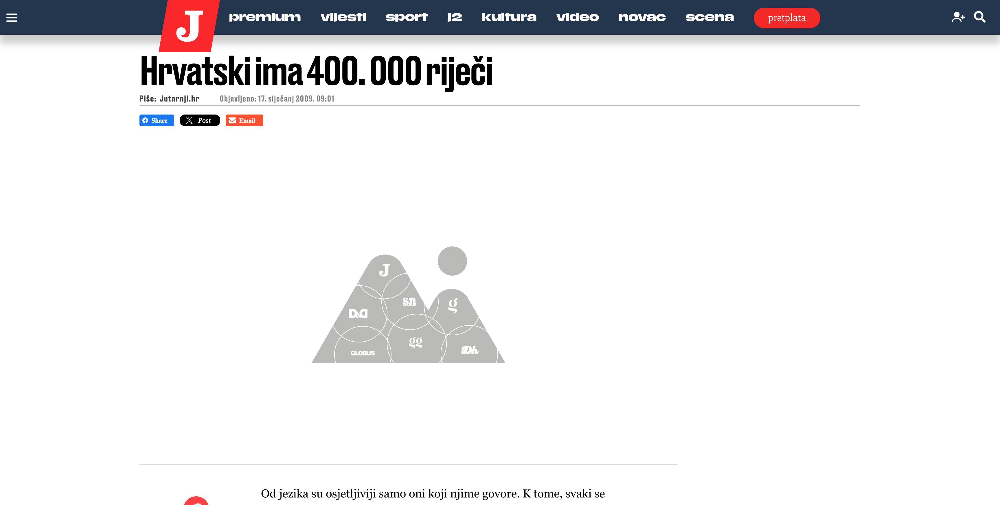 J
premium vijesti sport j2 kultura video novac scena pretplata
Hrvatski ima 400. 000 riječi
Piše: Jutarnji.hr Objavljeno: 17. siječanj 2009. 09:01
Share Post Email
J
sn
g
D&D
gg
GLOBUS
Dh
Od jezika su osjetljiviji samo oni koji njime govore. K tome, svaki se